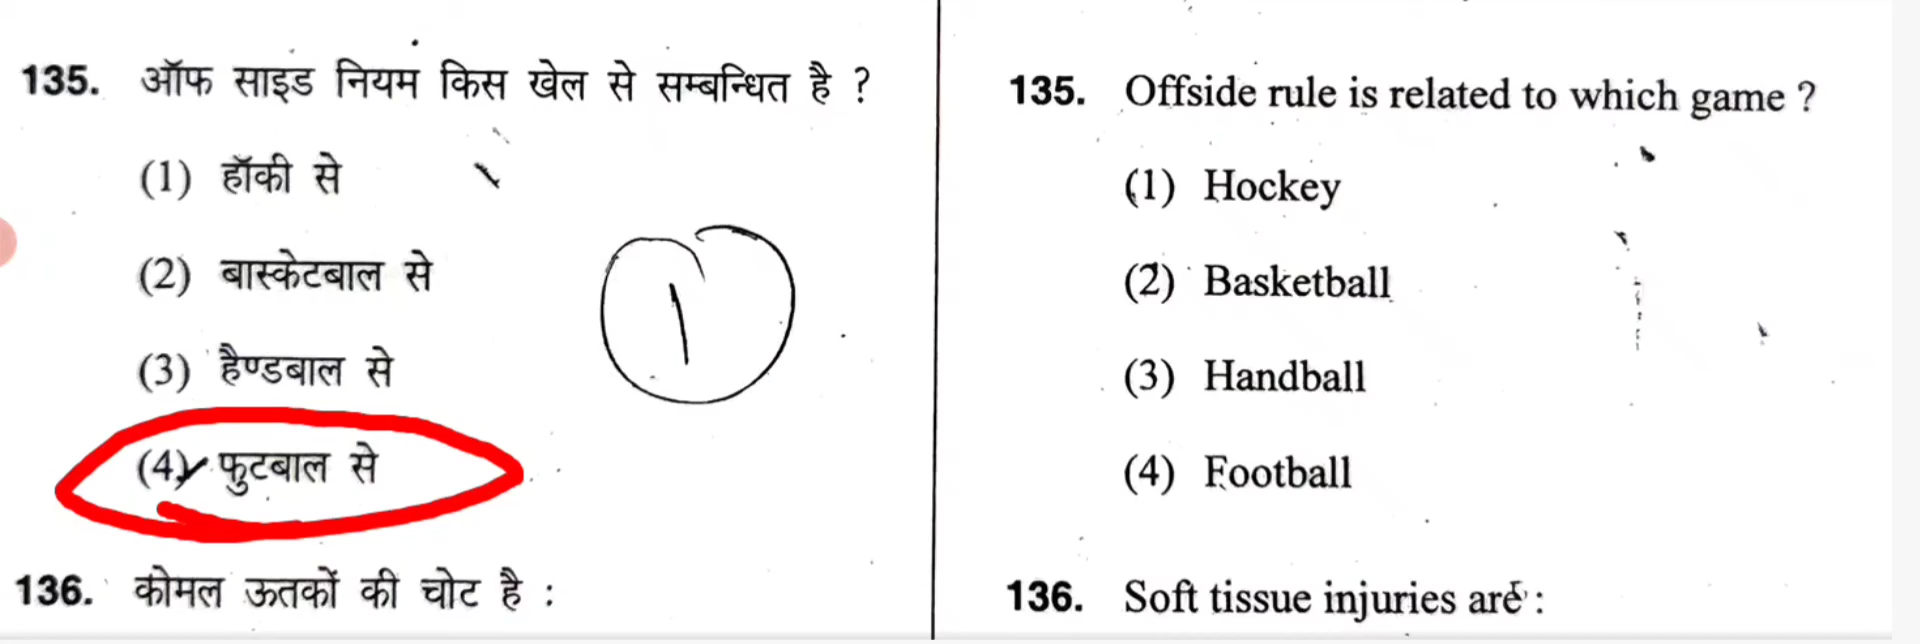 135. ऑफ साइड नियम किस खेल से सम्बन्धित है ?
(1) हॉकी से
(2) बास्केटबाल से
(3) हैण्डबाल से
(4) फुटबाल से
1
136. कोमल ऊतकों की चोट है :
135. Offside rule is related to which game ?
(1) Hockey
(2) Basketball
(3) Handball
(4) Football
136. Soft tissue injuries are :